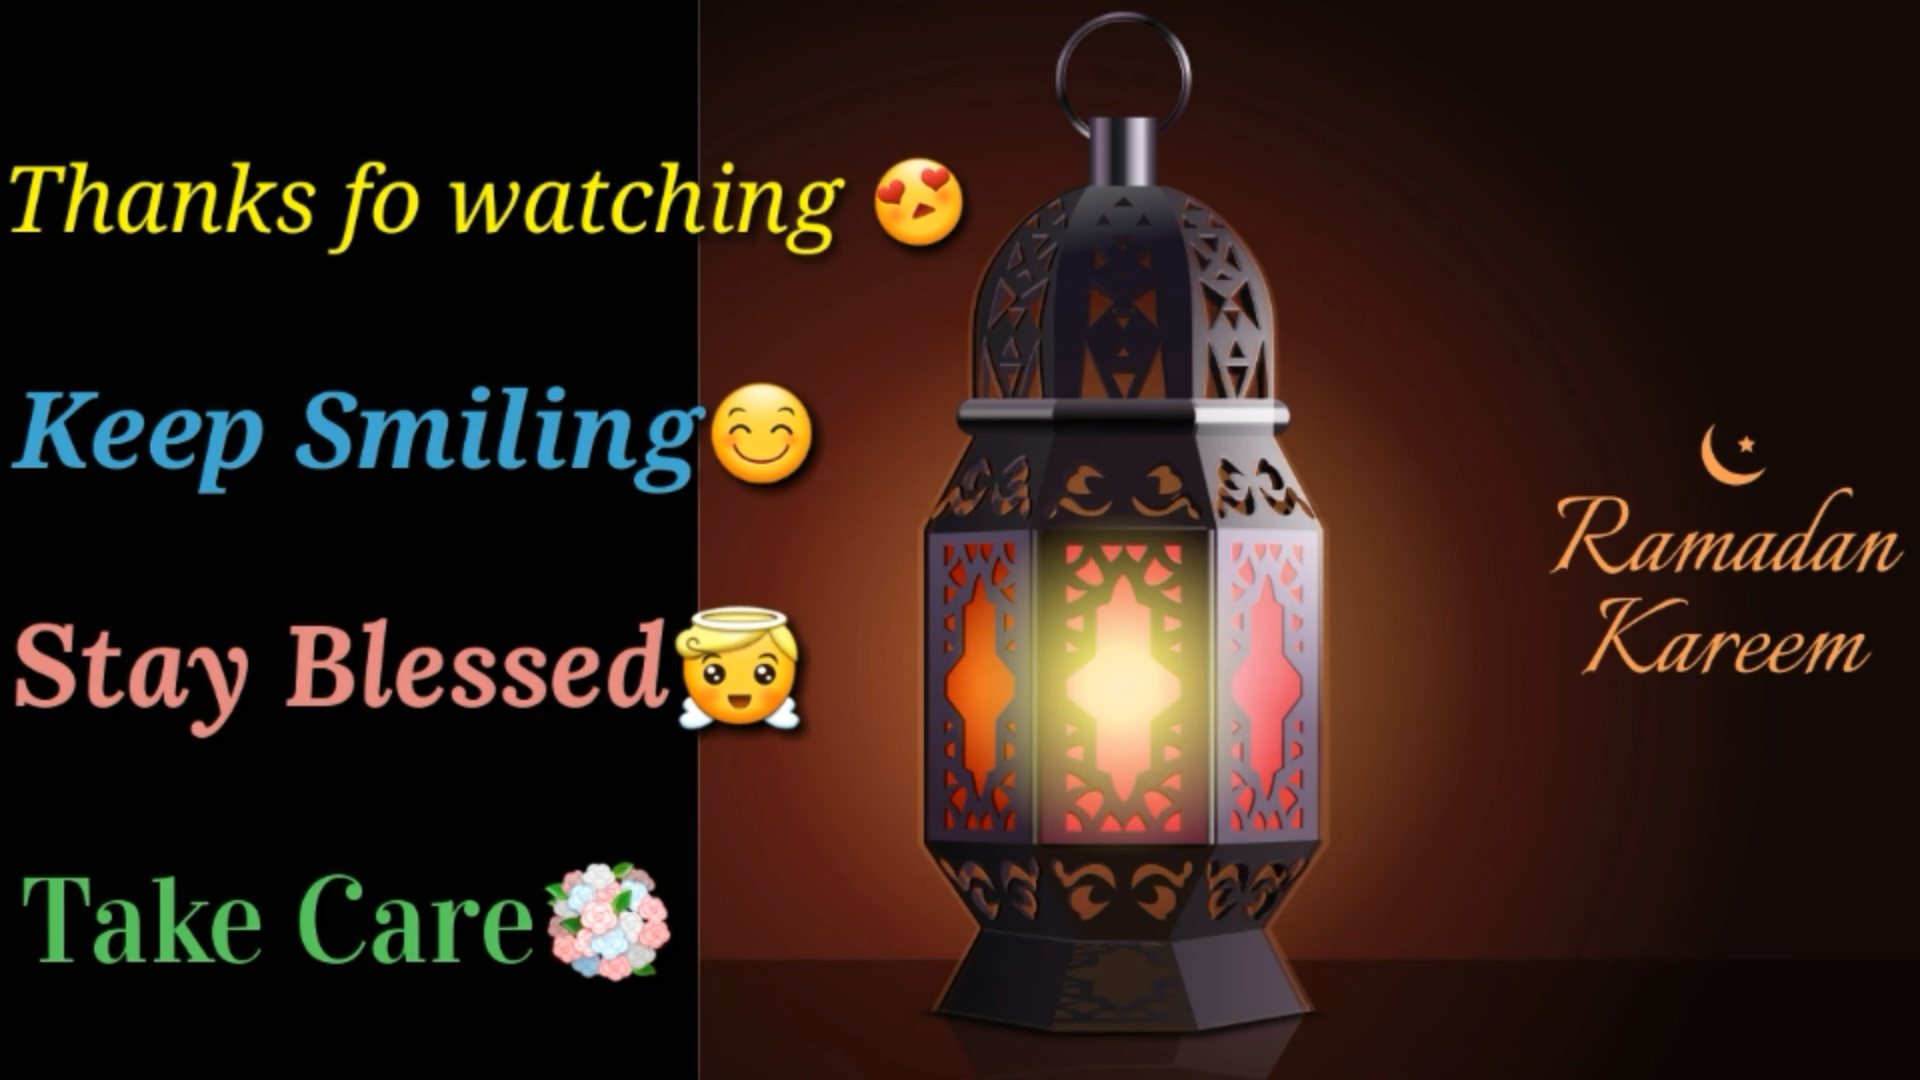 Thanks fo watching 😍
Keep Smiling😊
Stay Blessed👼
Take Care💐
Ramadan
Kareem